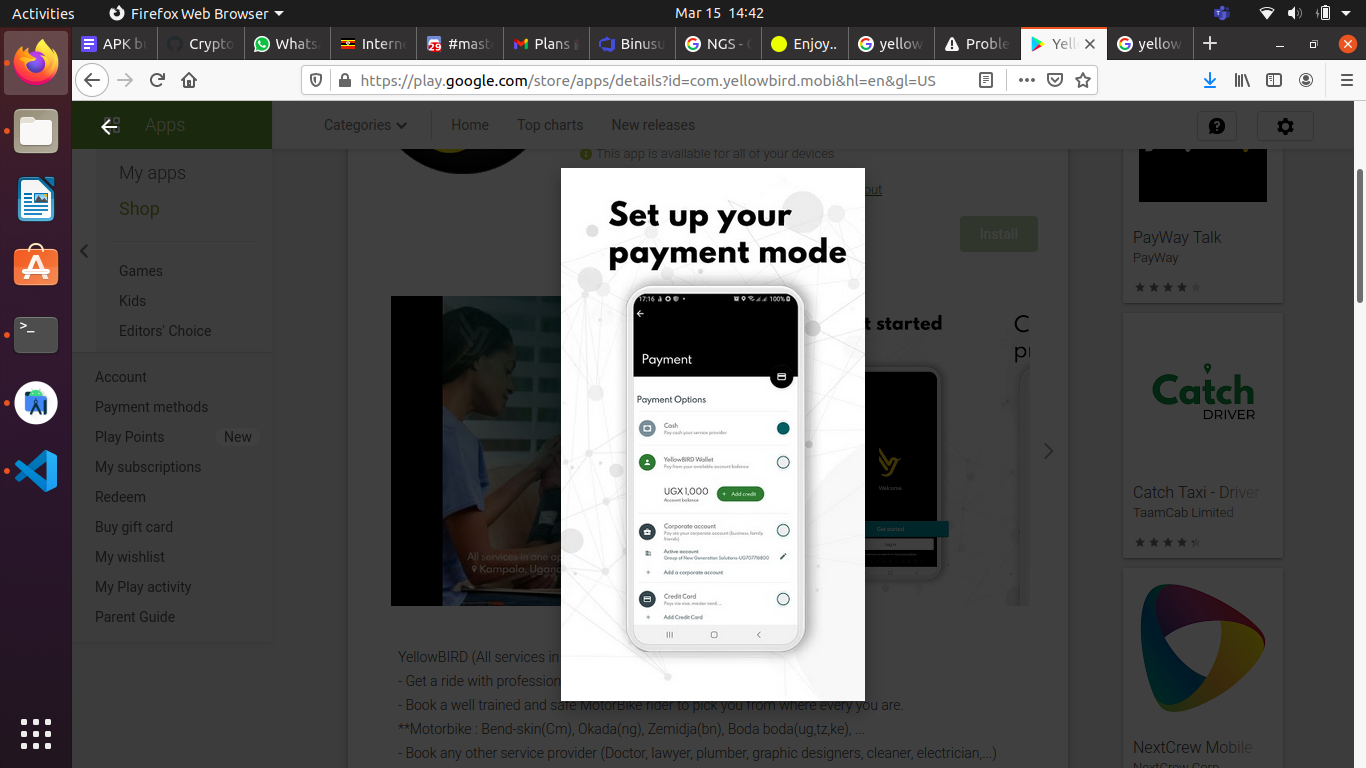 Activities
Firefox Web Browser
Mar 15 14:42
APK bu
Crypto
Whats
Intern
#mast
Plans
Binusu
NGS -
Enjoy..
yellow
Proble
Yell
yellow
https://play.google.com/store/apps/details?id=com.yellowbird.mobi&hl=en&gl=US
Apps
Categories
Home
Top charts
New releases
My apps
Shop
Games
Kids
Editors' Choice
Account
Payment methods
Play Points
New
My subscriptions
Redeem
Buy gift card
My wishlist
My Play activity
Parent Guide
This app is available for all of your devices
out
Install
All services in one ap
Kampala, Ugand
Set up your
payment mode
17:16
100%
Payment
Payment Options
Cash
Pay cash your service provider
YellowBIRD Wallet
Pay from your available account balance
UGX 1,000
Account balance
+ Add credit
Corporate account
Pay via your corporate account (business, family, friends)
Active account
Group of New Generation Solutions-UG70776800
+ Add a corporate account
Credit Card
Pays via visa, master card, ...
+ Add Credit Card
t started
Welcome
Get started
Log in
C
p
YellowBIRD (All services in
- Get a ride with profession
- Book a well trained and safe MotorBike rider to pick you from where every you are.
**Motorbike : Bend-skin(Cm), Okada(ng), Zemidja(bn), Boda boda(ug,tz,ke), ...
- Book any other service provider (Doctor, lawyer, plumber, graphic designers, cleaner, electrician,...)
PayWay Talk
PayWay
Catch
DRIVER
Catch Taxi - Driver
TaamCab Limited
NextCrew Mobile
NextCrew Corp